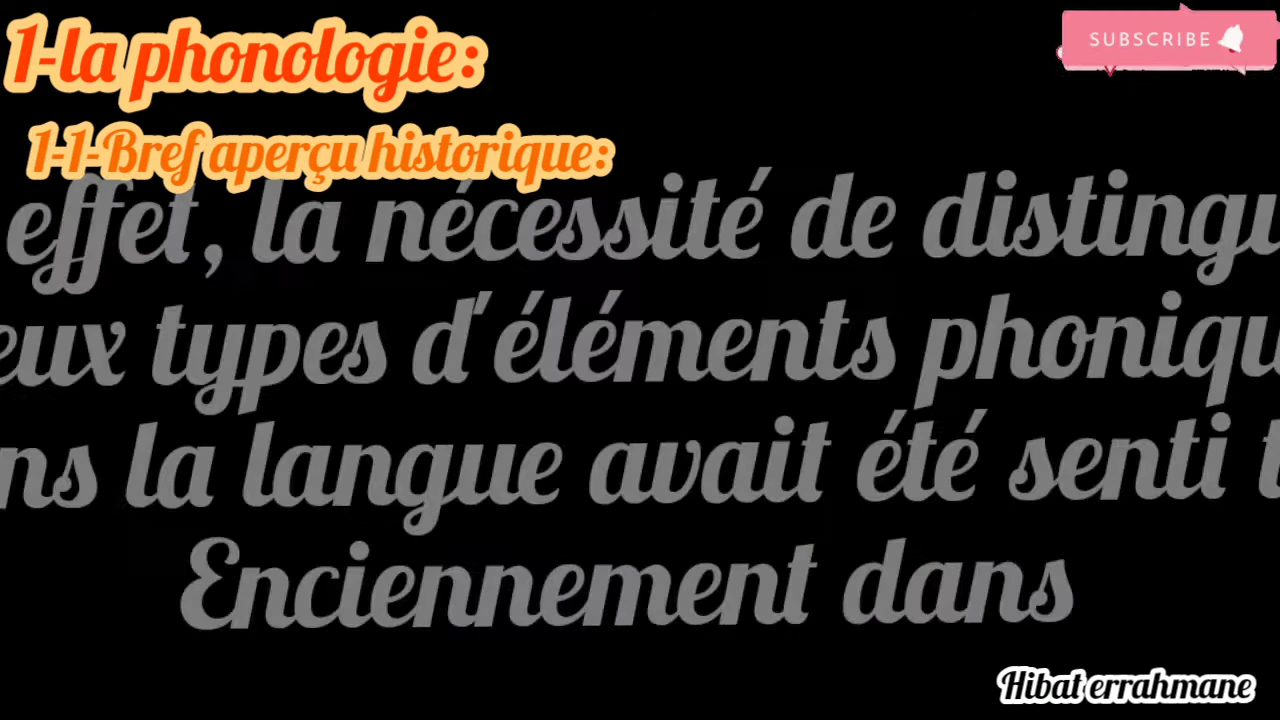 1-la phonologie:
SUBSCRIBE
1-1-Bref aperçu historique:
effet, la nécessité de distingu
eux types d'éléments phoniqu
ns la langue avait été senti t
Enciennement dans
Hibat errahmane